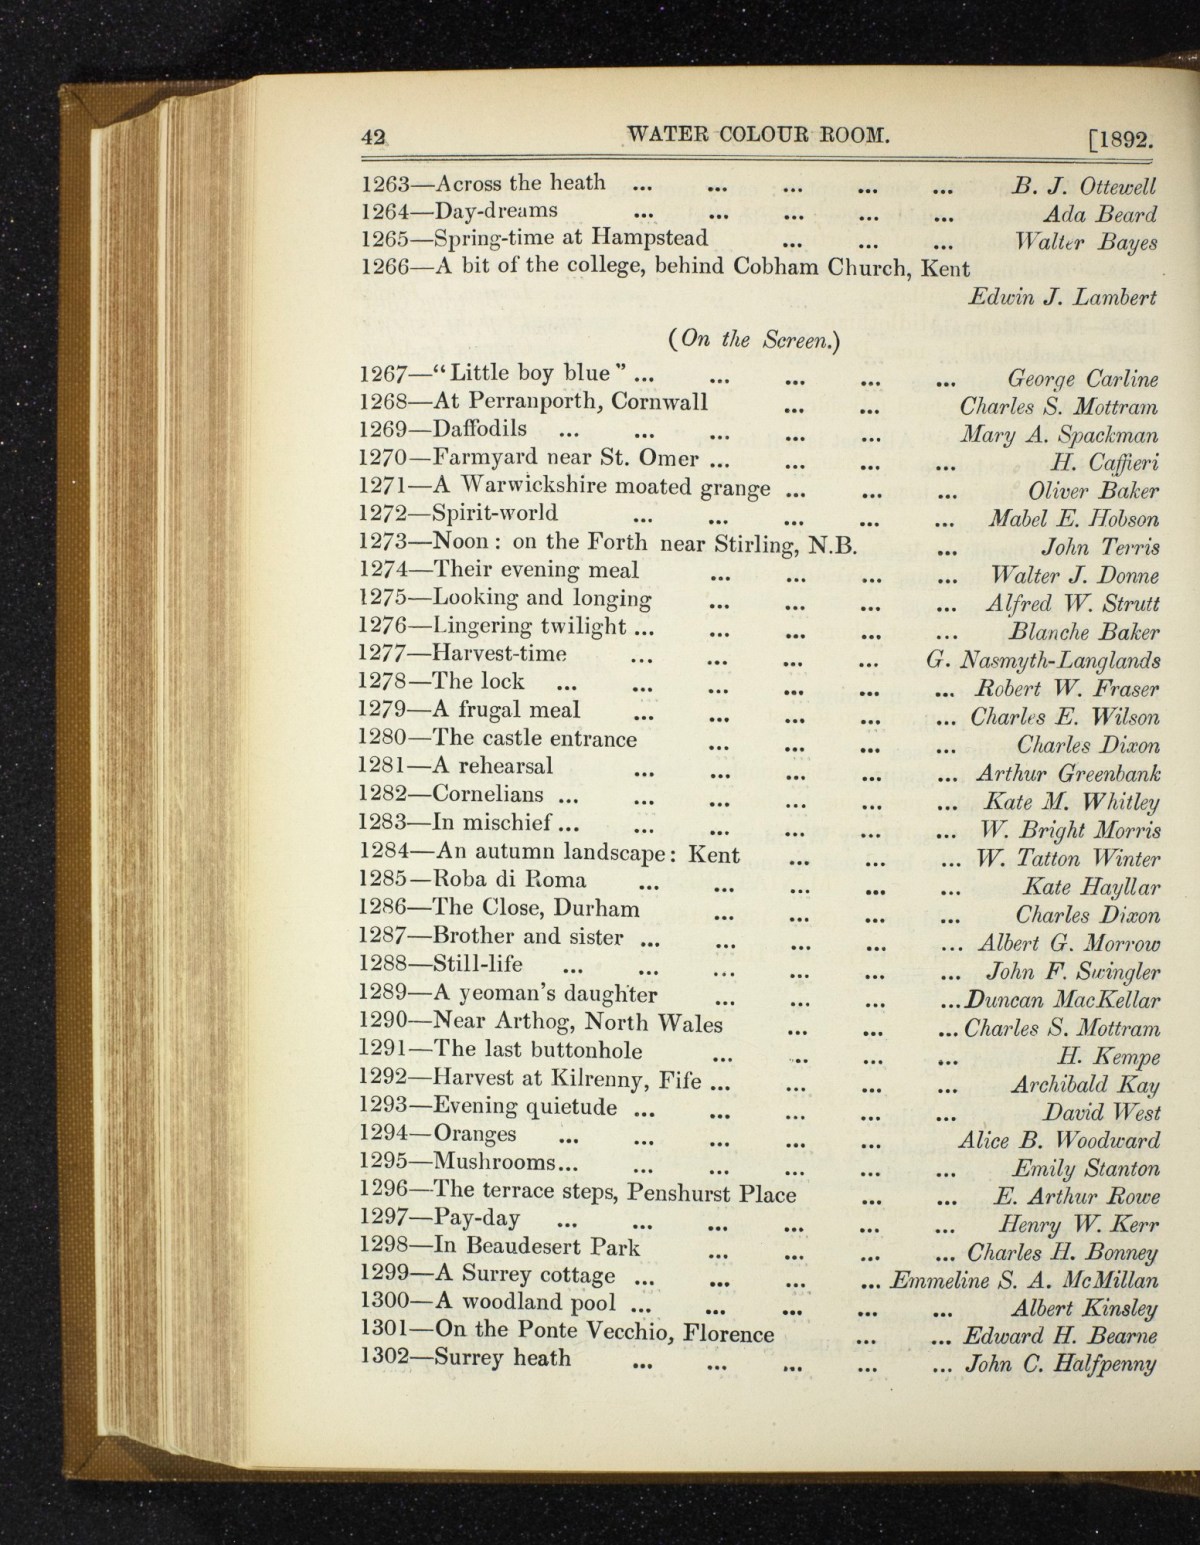 42 WATER COLOUR ROOM. [1892.
1263—Across the heath ... ... ... ... ... B. J. Ottewell
1264—Day-dreams ... ... ... ... ... Ada Beard
1265—Spring-time at Hampstead ... ... ... Walter Bayes
1266—A bit of the college, behind Cobham Church, Kent
Edwin J. Lambert
(On the Screen.)
1267—“Little boy blue” ... ... ... ... ... George Carline
1268—At Perranporth, Cornwall ... ... Charles S. Mottram
1269—Daffodils ... ... ... ... ... Mary A. Spackman
1270—Farmyard near St. Omer ... ... ... ... H. Caffieri
1271—A Warwickshire moated grange ... ... ... Oliver Baker
1272—Spirit-world ... ... ... ... ... Mabel E. Hobson
1273—Noon: on the Forth near Stirling, N.B. ... John Terris
1274—Their evening meal ... ... ... ... Walter J. Donne
1275—Looking and longing ... ... ... ... Alfred W. Strutt
1276—Lingering twilight ... ... ... ... ... Blanche Baker
1277—Harvest-time ... ... ... ... G. Nasmyth-Langlands
1278—The lock ... ... ... ... ... ... Robert W. Fraser
1279—A frugal meal ... ... ... ... ... Charles E. Wilson
1280—The castle entrance ... ... ... ... Charles Dixon
1281—A rehearsal ... ... ... ... ... Arthur Greenbank
1282—Cornelians ... ... ... ... ... ... Kate M. Whitley
1283—In mischief ... ... ... ... ... ... W. Bright Morris
1284—An autumn landscape: Kent ... ... ... W. Tatton Winter
1285—Roba di Roma ... ... ... ... ... Kate Hayllar
1286—The Close, Durham ... ... ... ... Charles Dixon
1287—Brother and sister ... ... ... ... ... Albert G. Morrow
1288—Still-life ... ... ... ... ... ... John F. Swingler
1289—A yeoman's daughter ... ... ... ... Duncan MacKellar
1290—Near Arthog, North Wales ... ... ... Charles S. Mottram
1291—The last buttonhole ... ... ... ... H. Kempe
1292—Harvest at Kilrenny, Fife ... ... ... ... Archibald Kay
1293—Evening quietude ... ... ... ... ... David West
1294—Oranges ... ... ... ... ... Alice B. Woodward
1295—Mushrooms... ... ... ... ... ... Emily Stanton
1296—The terrace steps, Penshurst Place ... ... E. Arthur Rowe
1297—Pay-day ... ... ... ... ... ... Henry W. Kerr
1298—In Beaudesert Park ... ... ... ... Charles H. Bonney
1299—A Surrey cottage ... ... ... ... Emmeline S. A. McMillan
1300—A woodland pool ... ... ... ... ... Albert Kinsley
1301—On the Ponte Vecchio, Florence ... ... Edward H. Bearne
1302—Surrey heath ... ... ... ... ... John C. Halfpenny